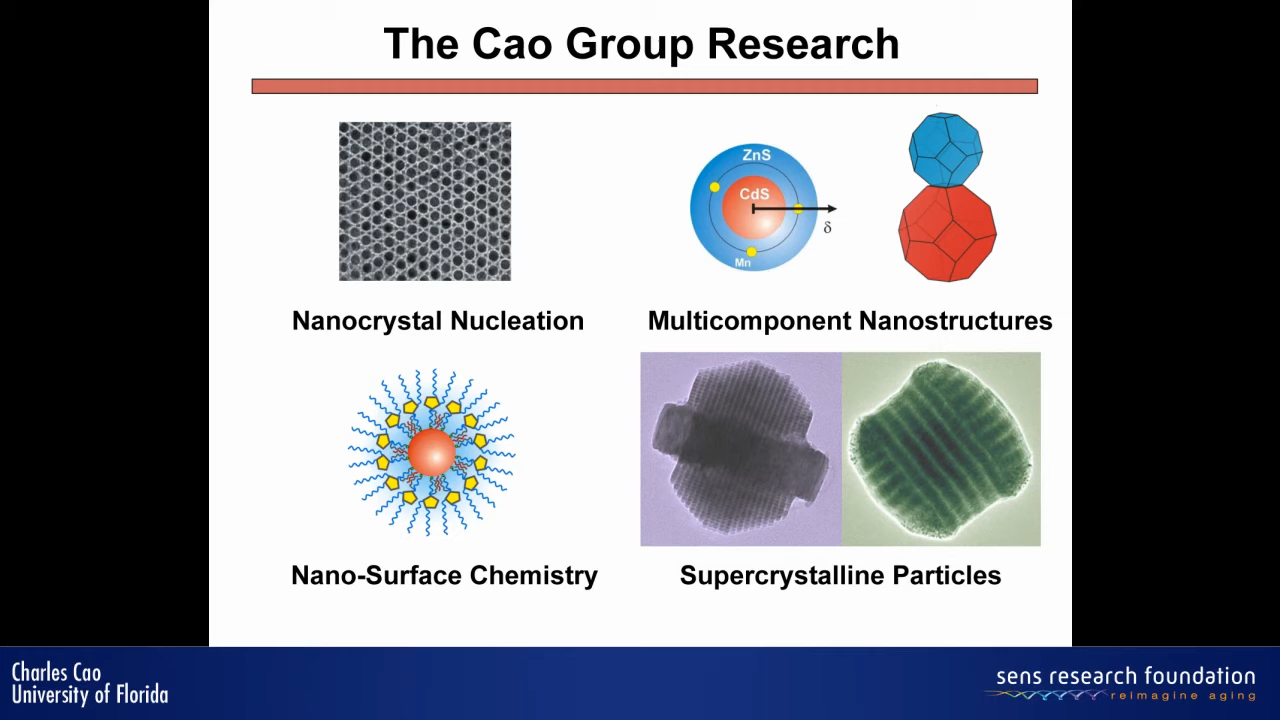 The Cao Group Research
ZnS
CdS
δ
Mn
Nanocrystal Nucleation
Multicomponent Nanostructures
Nano-Surface Chemistry
Supercrystalline Particles
Charles Cao
University of Florida
sens research foundation
reimagine aging